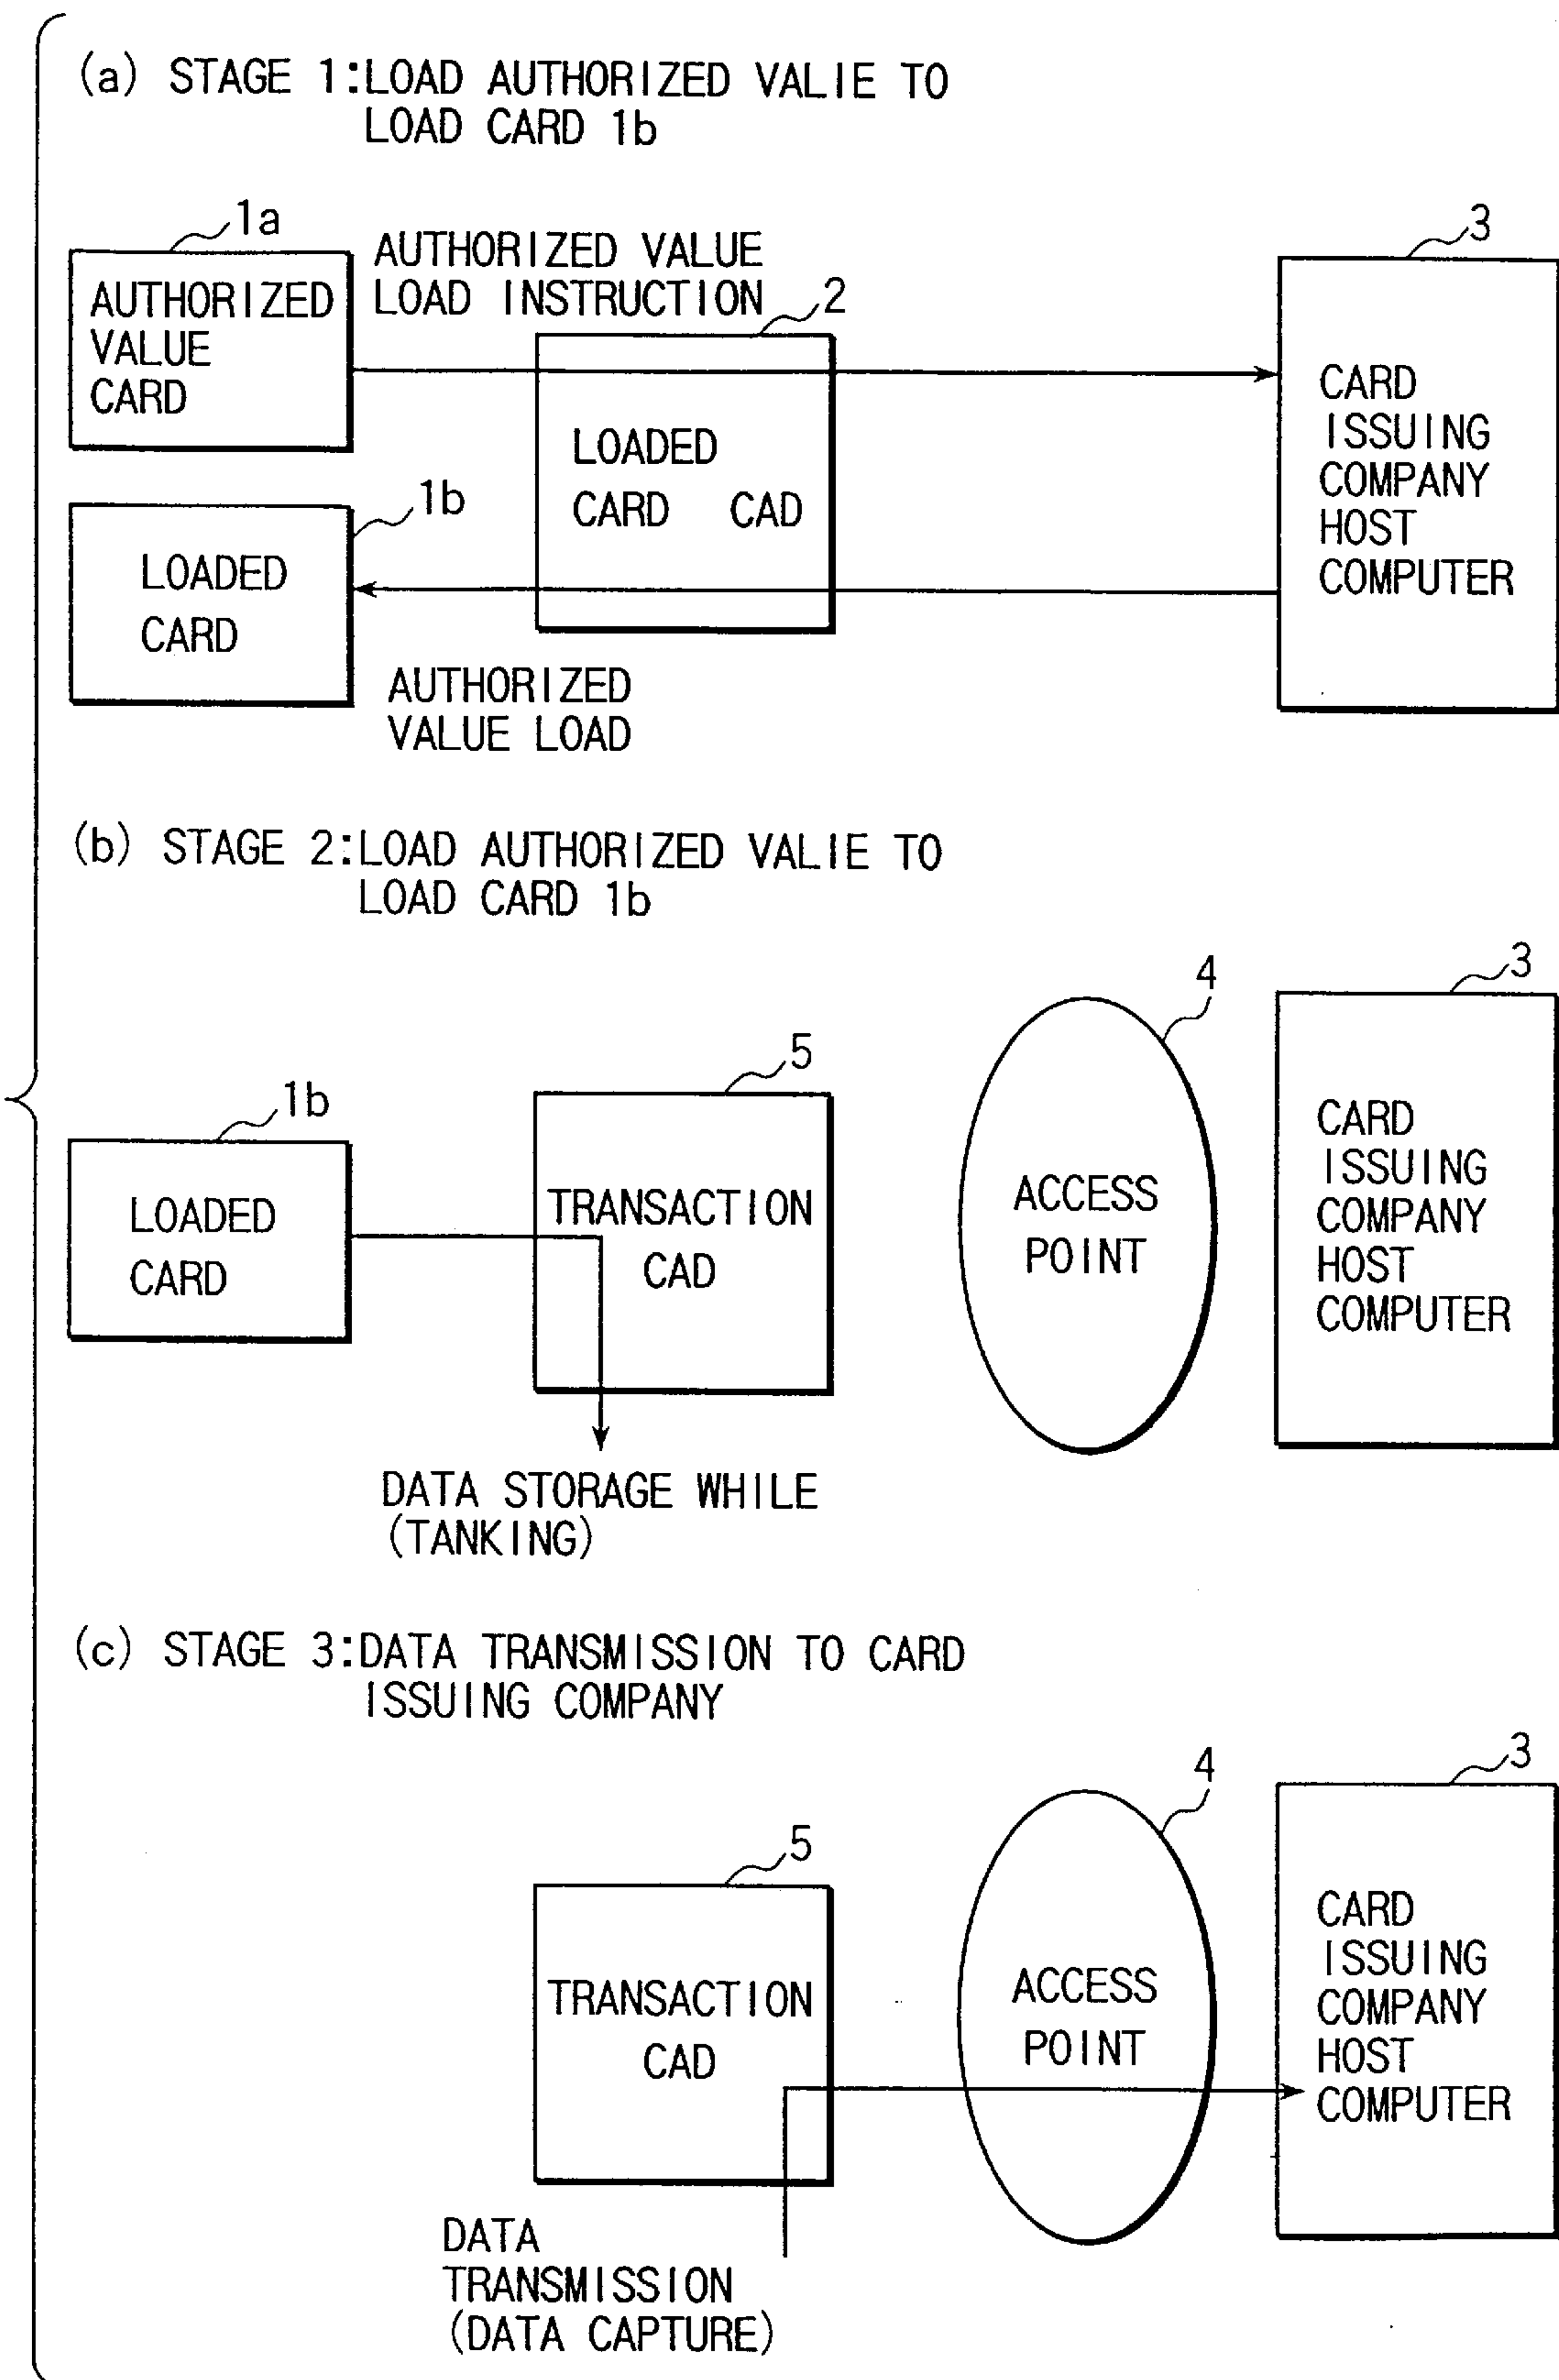 (a) STAGE 1:LOAD AUTHORIZED VALIE TO
LOAD CARD 1b
1a
AUTHORIZED
VALUE
CARD
AUTHORIZED VALUE
LOAD INSTRUCTION
2
3
LOADED
CARD CAD
CARD
ISSUING
COMPANY
HOST
COMPUTER
1b
LOADED
CARD
AUTHORIZED
VALUE LOAD
(b) STAGE 2:LOAD AUTHORIZED VALIE TO
LOAD CARD 1b
1b
LOADED
CARD
5
TRANSACTION
CAD
4
ACCESS
POINT
3
CARD
ISSUING
COMPANY
HOST
COMPUTER
DATA STORAGE WHILE
(TANKING)
(c) STAGE 3:DATA TRANSMISSION TO CARD
ISSUING COMPANY
5
TRANSACTION
CAD
4
ACCESS
POINT
3
CARD
ISSUING
COMPANY
HOST
COMPUTER
DATA
TRANSMISSION
(DATA CAPTURE)